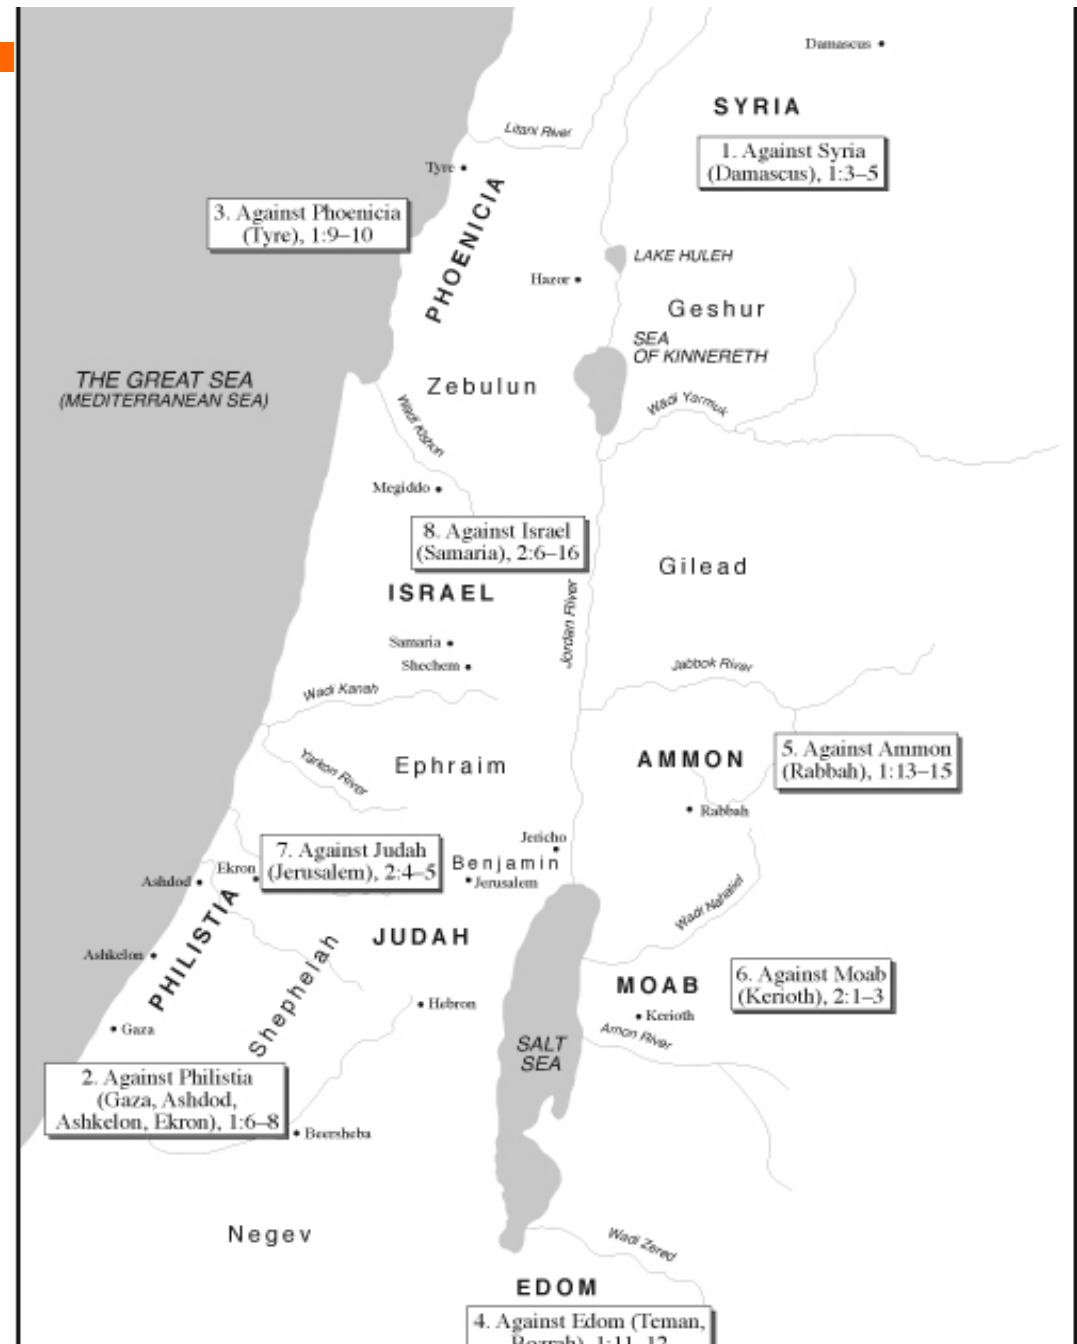 Damascus
SYRIA
1. Against Syria
(Damascus), 1:3–5
Litani River
Tyre
PHOENICIA
3. Against Phoenicia
(Tyre), 1:9–10
LAKE HULEH
Hazor
Geshur
SEA
OF KINNERETH
THE GREAT SEA
(MEDITERRANEAN SEA)
Zebulun
Wadi Kishon
Wadi Yarmuk
Megiddo
8. Against Israel
(Samaria), 2:6–16
Gilead
ISRAEL
Jordan River
Samaria
Shechem
Jabbok River
Wadi Kanah
Ephraim
Yarkon River
AMMON
5. Against Ammon
(Rabbah), 1:13–15
Rabbah
Jericho
7. Against Judah
(Jerusalem), 2:4–5
Benjamin
Ekron
Jerusalem
Ashdod
Wadi Nahaliel
PHILISTIA
JUDAH
Ashkelon
Shephelah
MOAB
6. Against Moab
(Kerioth), 2:1–3
Hebron
Kerioth
Gaza
Arnon River
SALT
SEA
2. Against Philistia
(Gaza, Ashdod,
Ashkelon, Ekron), 1:6–8
Beersheba
Negev
Wadi Zered
EDOM
4. Against Edom (Teman,
Bozrah), 1:11–12